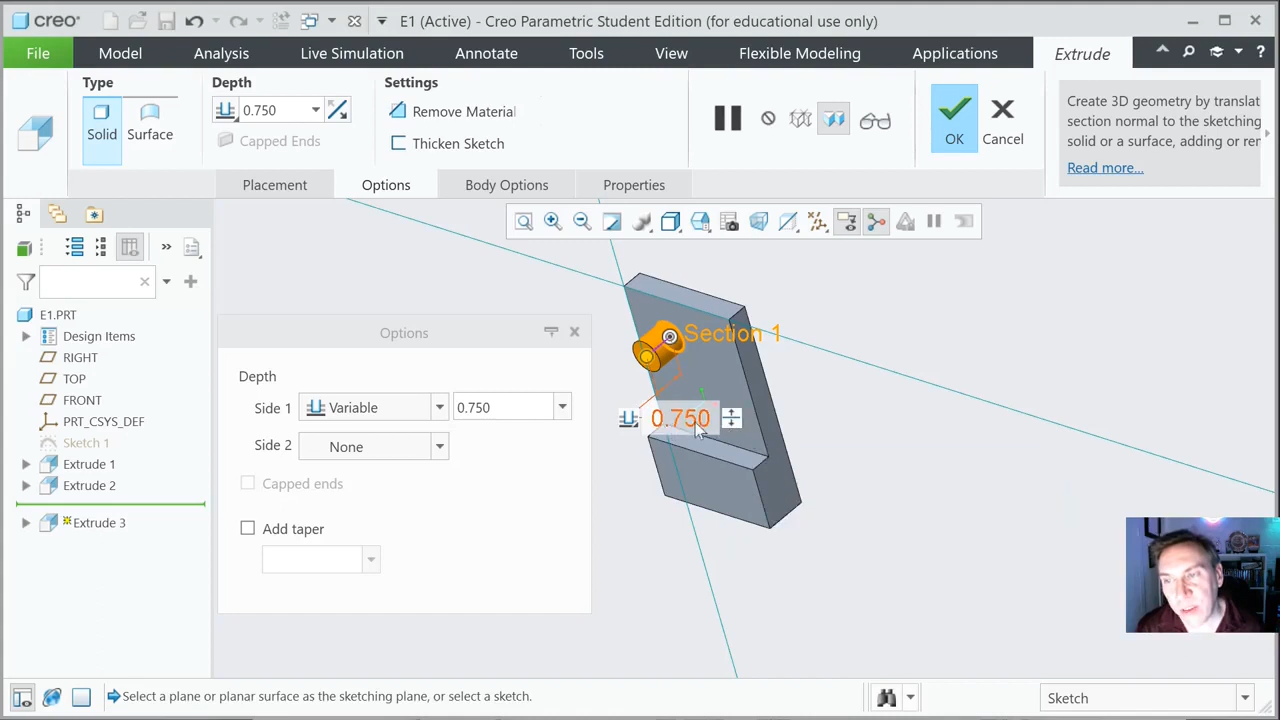 creo®
E1 (Active) - Creo Parametric Student Edition (for educational use only)
File
Model
Analysis
Live Simulation
Annotate
Tools
View
Flexible Modeling
Applications
Extrude
Type
Solid
Surface
Depth
0.750
Capped Ends
Settings
Remove Material
Thicken Sketch
OK
Cancel
Create 3D geometry by translat
section normal to the sketching
solid or a surface, adding or rer
Read more...
Placement
Options
Body Options
Properties
E1.PRT
Design Items
RIGHT
TOP
FRONT
PRT_CSYS_DEF
Sketch 1
Extrude 1
Extrude 2
Extrude 3
Options
Depth
Side 1
Variable
0.750
Side 2
None
Capped ends
Add taper
Section 1
0.750
Select a plane or planar surface as the sketching plane, or select a sketch.
Sketch